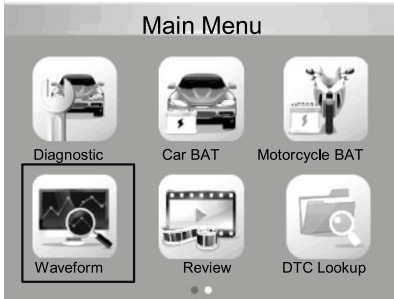 Main Menu
Diagnostic Car BAT Motorcycle BAT
Waveform Review DTC Lookup